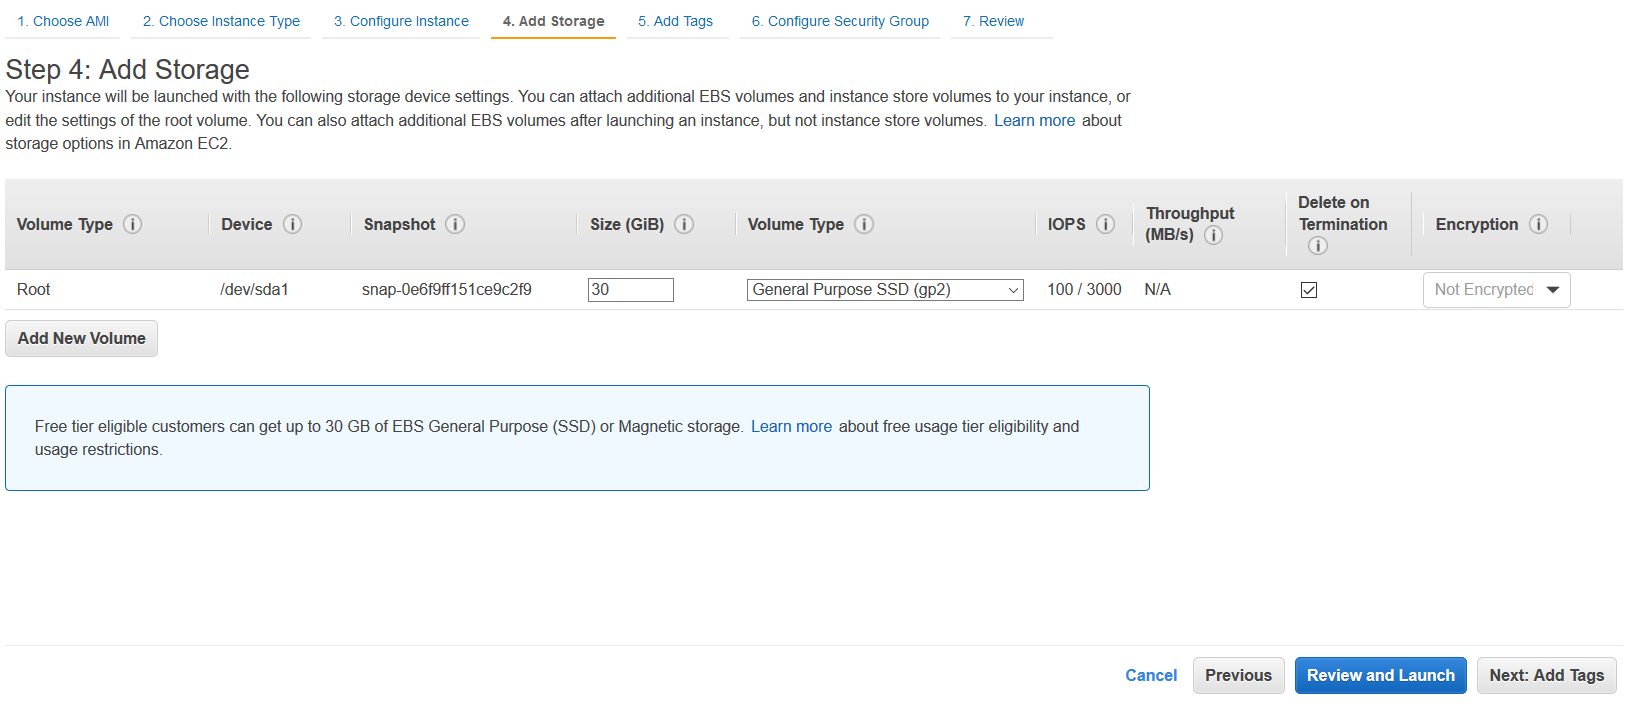 1. Choose AMI 2. Choose Instance Type 3. Configure Instance 4. Add Storage 5. Add Tags 6. Configure Security Group 7. Review
Step 4: Add Storage
Your instance will be launched with the following storage device settings. You can attach additional EBS volumes and instance store volumes to your instance, or
edit the settings of the root volume. You can also attach additional EBS volumes after launching an instance, but not instance store volumes. Learn more about
storage options in Amazon EC2.
Volume Type i Device i Snapshot i Size (GiB) i Volume Type i IOPS i Throughput (MB/s) i Delete on Termination i Encryption i
Root /dev/sda1 snap-0e6f9ff151ce9c2f9 30 General Purpose SSD (gp2) 100 / 3000 N/A Not Encrypted
Add New Volume
Free tier eligible customers can get up to 30 GB of EBS General Purpose (SSD) or Magnetic storage. Learn more about free usage tier eligibility and
usage restrictions.
Cancel Previous Review and Launch Next: Add Tags